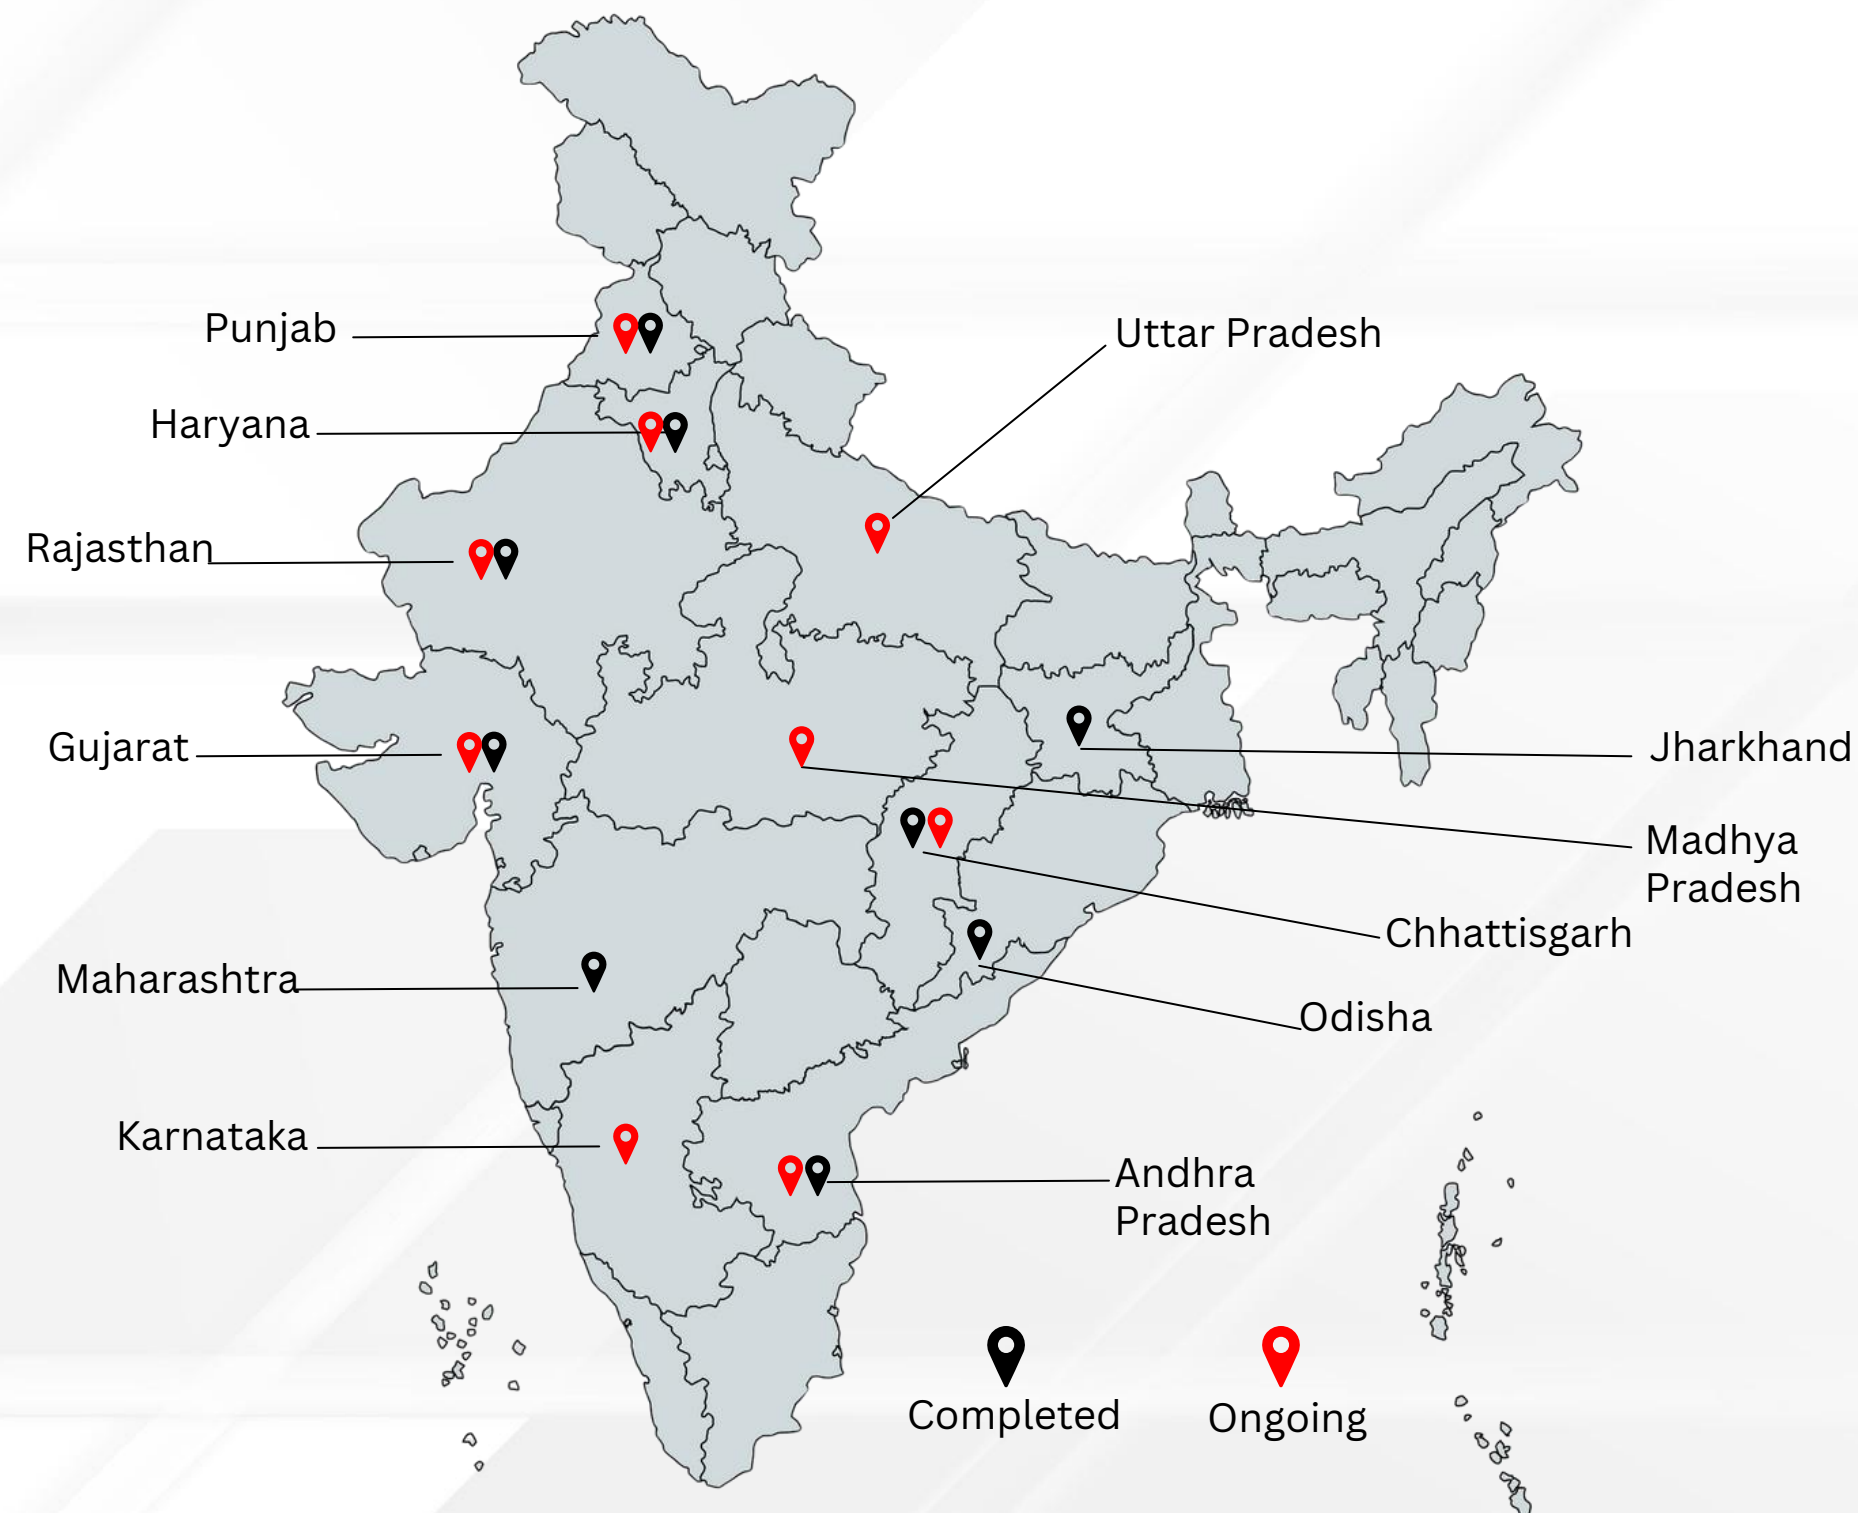 Punjab
Uttar Pradesh
Haryana
Rajasthan
Gujarat
Jharkhand
Madhya
Pradesh
Chhattisgarh
Maharashtra
Odisha
Karnataka
Andhra
Pradesh
Completed
Ongoing